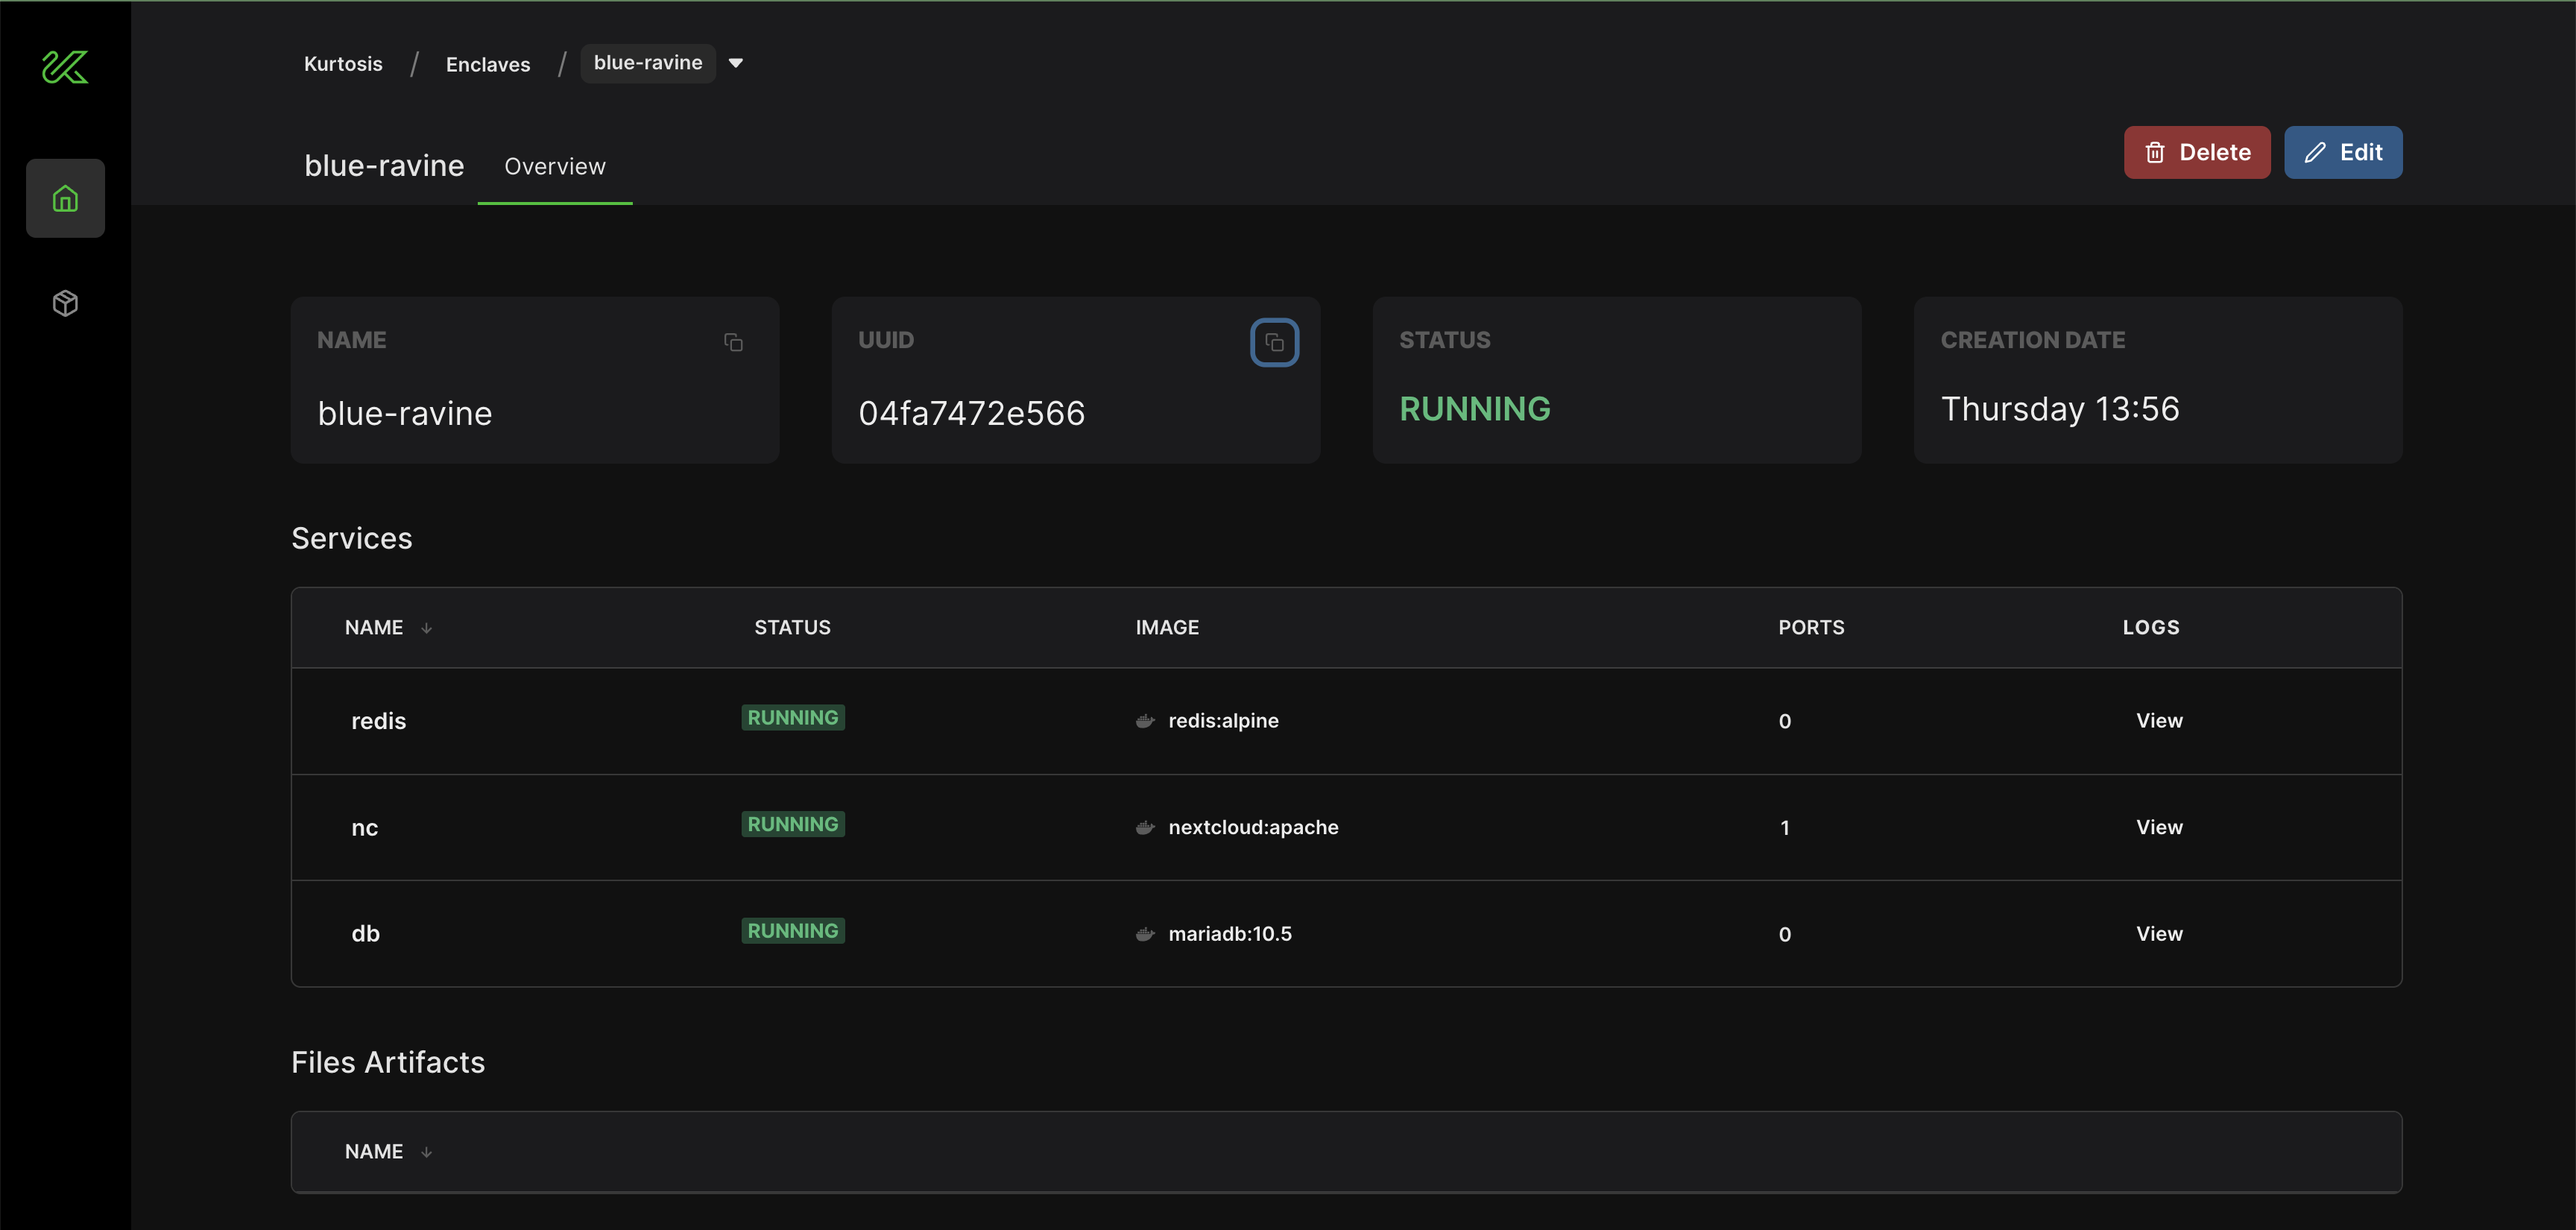 Kurtosis / Enclaves / blue-ravine
blue-ravine Overview
Delete Edit
NAME UUID STATUS CREATION DATE
blue-ravine 04fa7472e566 RUNNING Thursday 13:56
Services
NAME STATUS IMAGE PORTS LOGS
redis RUNNING redis:alpine 0 View
nc RUNNING nextcloud:apache 1 View
db RUNNING mariadb:10.5 0 View
Files Artifacts
NAME